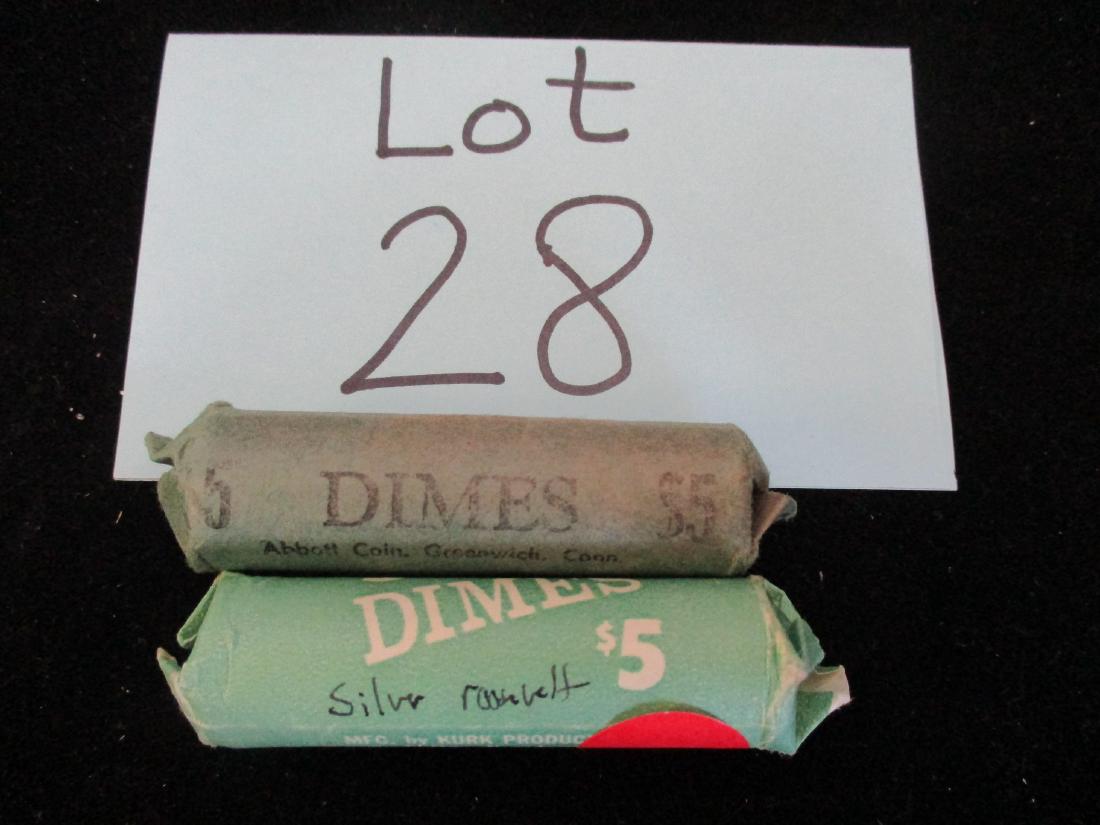 Lot
28
5 DIMES $5
Abbott Coin. Greenwich. Conn.
DIMES
$5
Silver roosevelt
MFG. by KURK PRODUC